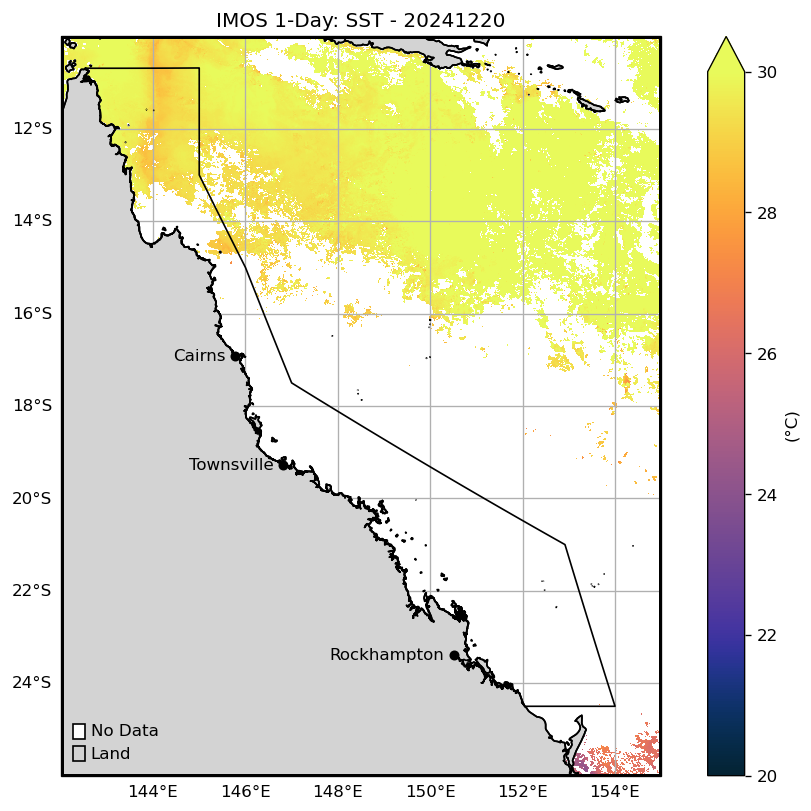 IMOS 1-Day: SST - 20241220
12°S
14°S
16°S
18°S
20°S
22°S
24°S
Cairns
Townsville
Rockhampton
No Data
Land
144°E 146°E 148°E 150°E 152°E 154°E
30
28
26
24
22
20
(°C)